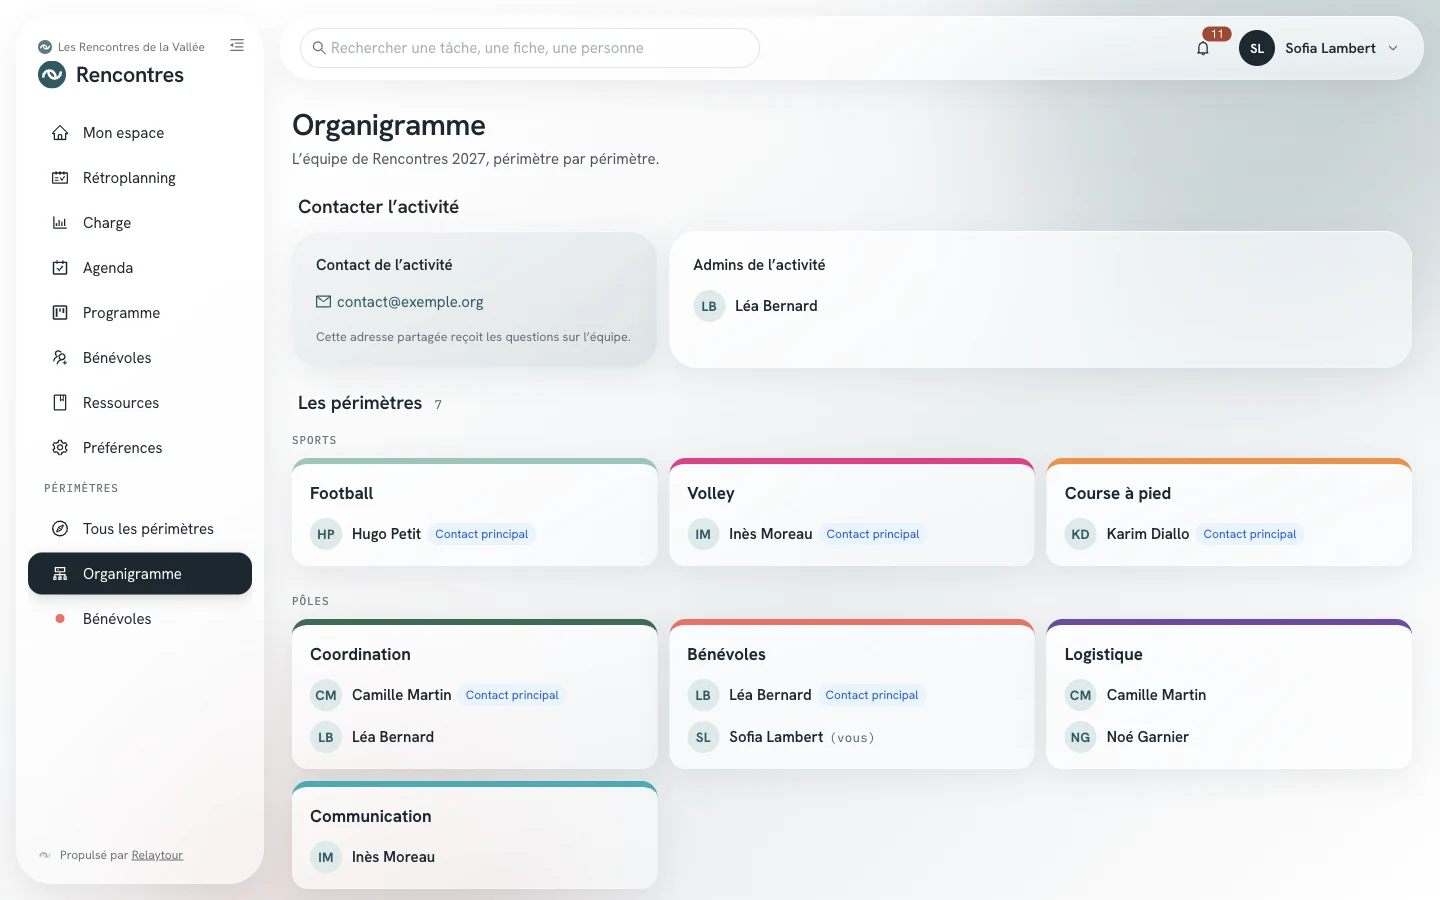 Les Rencontres de la Vallée
Rencontres
Mon espace
Rétroplanning
Charge
Agenda
Programme
Bénévoles
Ressources
Préférences
PÉRIMÈTRES
Tous les périmètres
Organigramme
Bénévoles
Propulsé par Relaytour
Rechercher une tâche, une fiche, une personne
11
SL Sofia Lambert
Organigramme
L’équipe de Rencontres 2027, périmètre par périmètre.
Contacter l’activité
Contact de l’activité
contact@exemple.org
Cette adresse partagée reçoit les questions sur l’équipe.
Admins de l’activité
LB Léa Bernard
Les périmètres 7
SPORTS
Football
HP Hugo Petit Contact principal
Volley
IM Inès Moreau Contact principal
Course à pied
KD Karim Diallo Contact principal
PÔLES
Coordination
CM Camille Martin Contact principal
LB Léa Bernard
Bénévoles
LB Léa Bernard Contact principal
SL Sofia Lambert (vous)
Logistique
CM Camille Martin
NG Noé Garnier
Communication
IM Inès Moreau